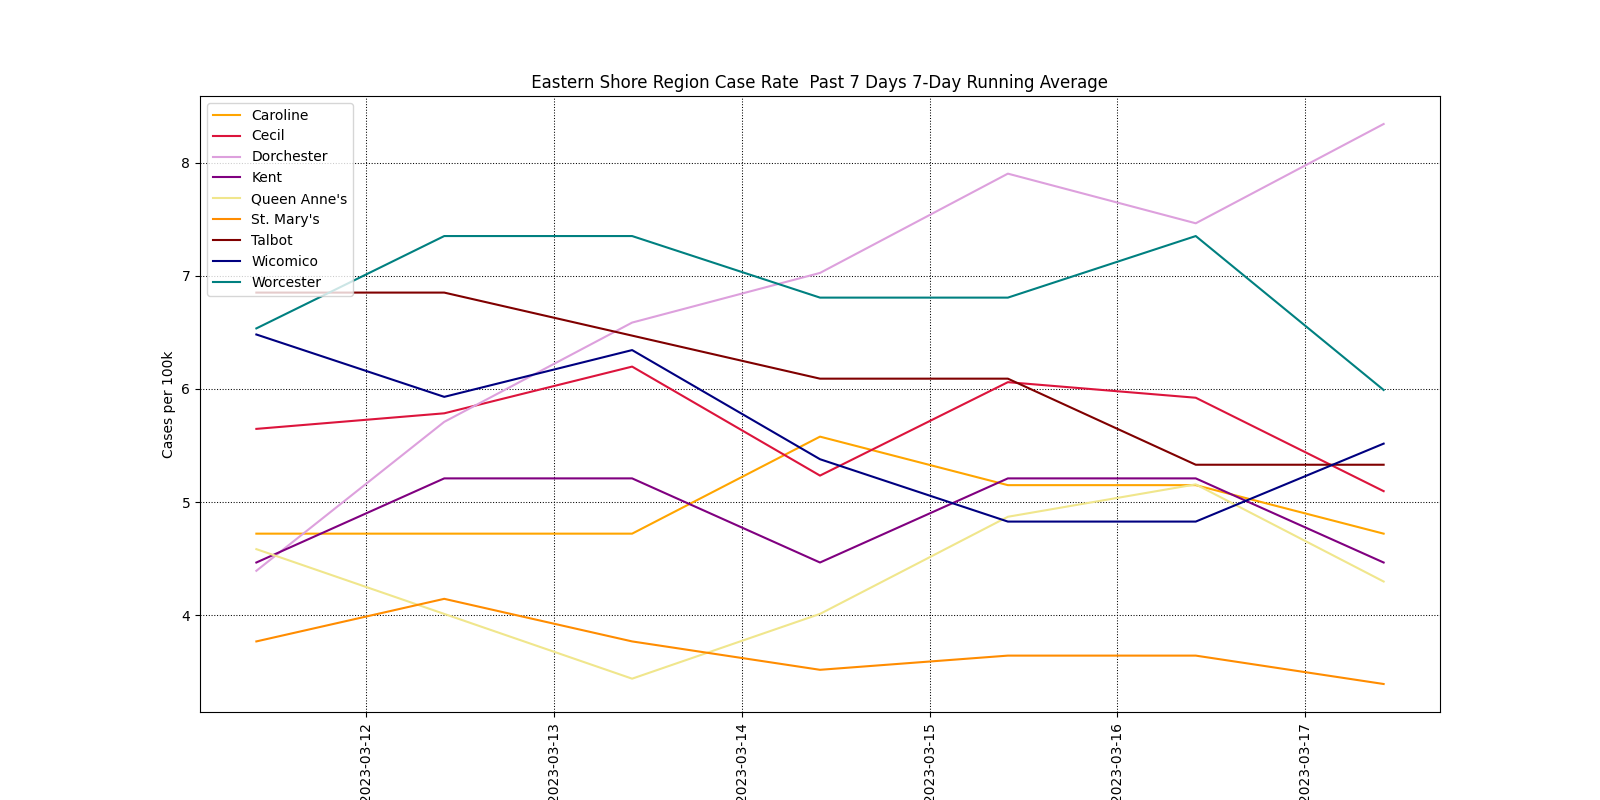 Eastern Shore Region Case Rate  Past 7 Days 7-Day Running Average
Caroline
Cecil
Dorchester
Kent
Queen Anne's
St. Mary's
Talbot
Wicomico
Worcester
Cases per 100k
8
7
6
5
4
2023-03-12
2023-03-13
2023-03-14
2023-03-15
2023-03-16
2023-03-17